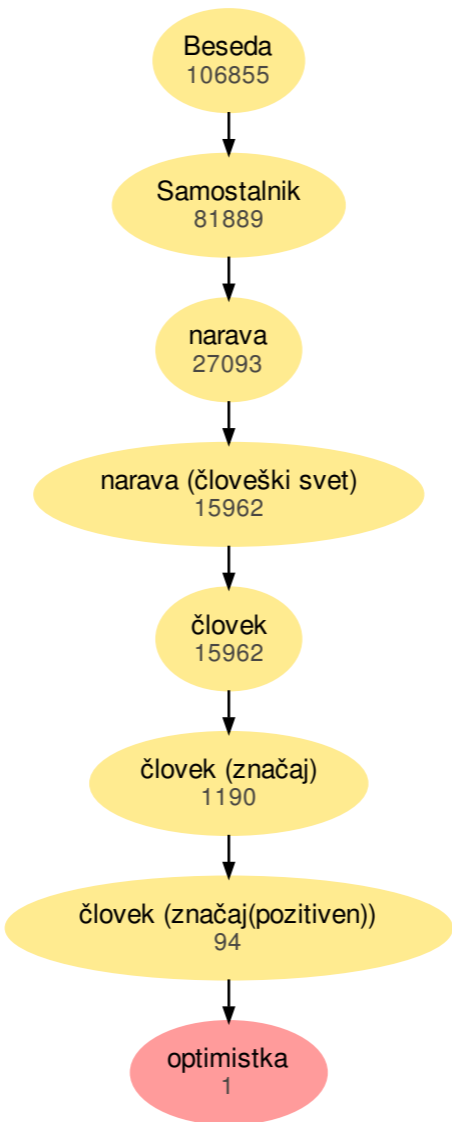 Beseda
106855
Samostalnik
81889
narava
27093
narava (človeški svet)
15962
človek
15962
človek (značaj)
1190
človek (značaj(pozitiven))
94
optimistka
1